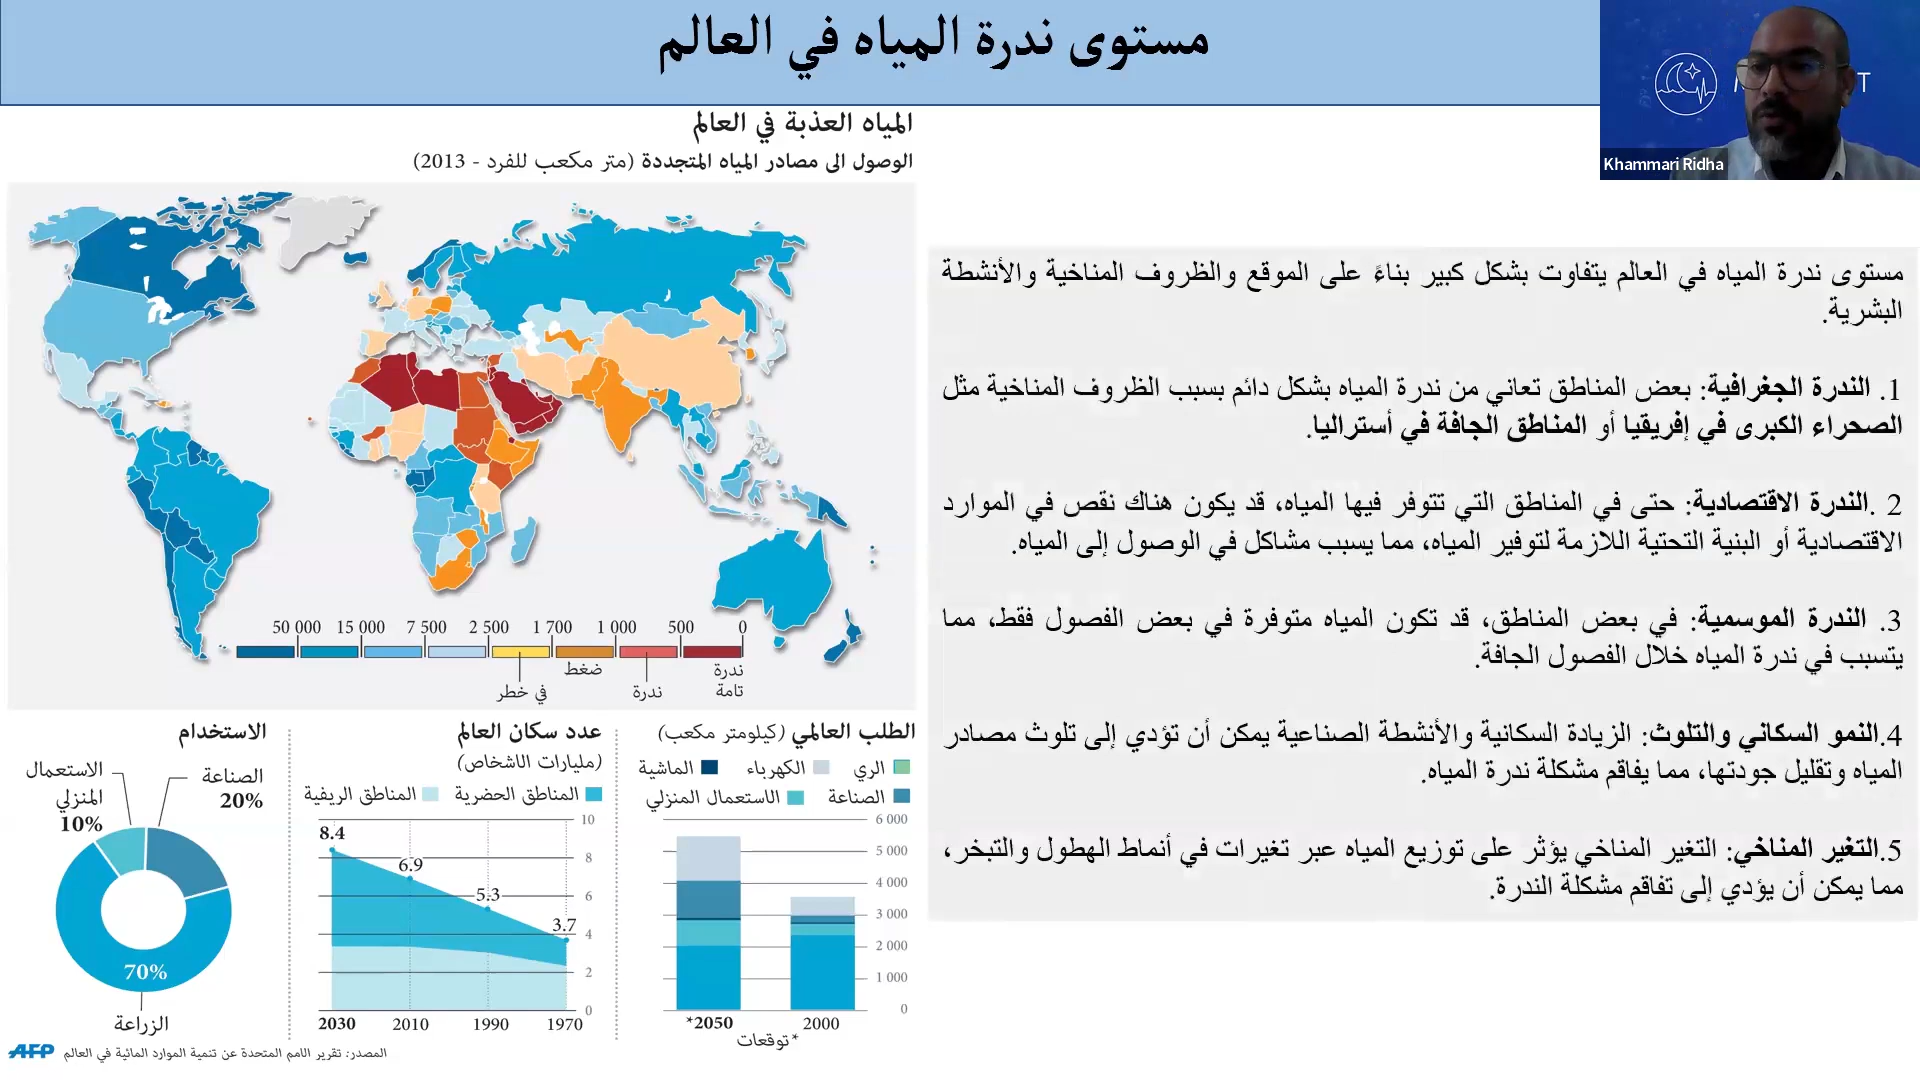 مستوى ندرة المياه في العالم
Khammari Ridha
المياه العذبة في العالم
الوصول الى مصادر المياه المتجددة (متر مكعب للفرد - 2013)
50 000 15 000 7 500 2 500 1 700 1 000 500 0
ندرة تامة
ندرة
ضغط
في خطر
مستوى ندرة المياه في العالم يتفاوت بشكل كبير بناءً على الموقع والظروف المناخية والأنشطة
البشرية.
1. الندرة الجغرافية: بعض المناطق تعاني من ندرة المياه بشكل دائم بسبب الظروف المناخية مثل
الصحراء الكبرى في إفريقيا أو المناطق الجافة في أستراليا.
2 .الندرة الاقتصادية: حتى في المناطق التي تتوفر فيها المياه، قد يكون هناك نقص في الموارد
الاقتصادية أو البنية التحتية اللازمة لتوفير المياه، مما يسبب مشاكل في الوصول إلى المياه.
3. الندرة الموسمية: في بعض المناطق، قد تكون المياه متوفرة في بعض الفصول فقط، مما
يتسبب في ندرة المياه خلال الفصول الجافة.
4.النمو السكاني والتلوث: الزيادة السكانية والأنشطة الصناعية يمكن أن تؤدي إلى تلوث مصادر
المياه وتقليل جودتها، مما يفاقم مشكلة ندرة المياه.
5.التغير المناخي: التغير المناخي يؤثر على توزيع المياه عبر تغيرات في أنماط الهطول والتبخر،
مما يمكن أن يؤدي إلى تفاقم مشكلة الندرة.
الطلب العالمي (كيلومتر مكعب)
الري الكهرباء الماشية
الصناعة الاستعمال المنزلي
6 000
5 000
4 000
3 000
2 000
1 000
0
2000 2050*
*توقعات
عدد سكان العالم
(مليارات الاشخاص)
المناطق الحضرية المناطق الريفية
10
8
6
4
2
0
8.4
6.9
5.3
3.7
2030 2010 1990 1970
الاستخدام
الصناعة
20%
الاستعمال
المنزلي
10%
70%
الزراعة
المصدر: تقرير الامم المتحدة عن تنمية الموارد المائية في العالم
AFP